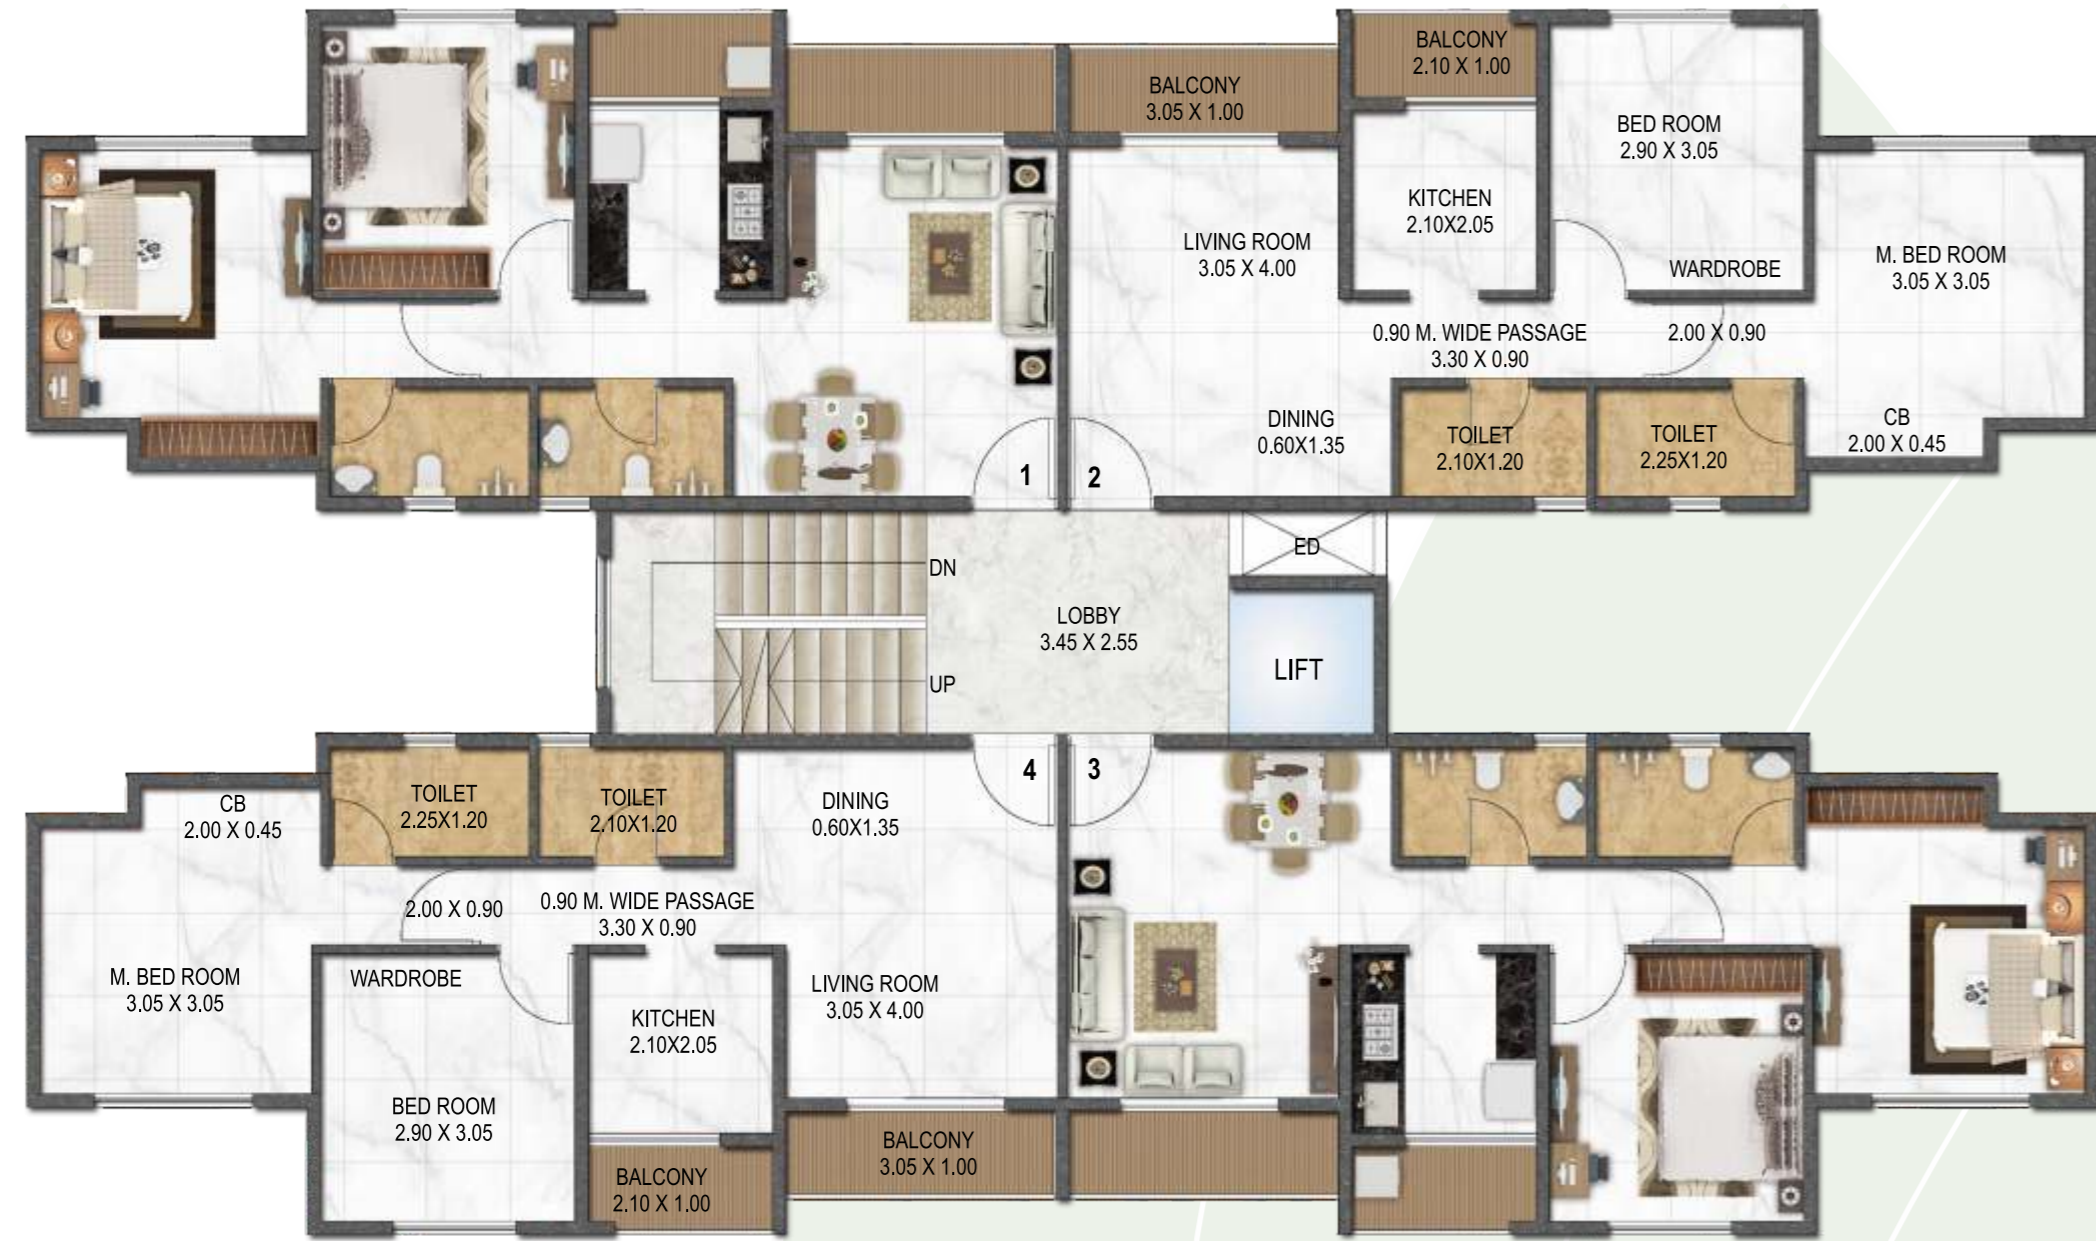 BALCONY
2.10 X 1.00
BALCONY
3.05 X 1.00
BED ROOM
2.90 X 3.05
KITCHEN
2.10X2.05
LIVING ROOM
3.05 X 4.00
WARDROBE
M. BED ROOM
3.05 X 3.05
0.90 M. WIDE PASSAGE
3.30 X 0.90
2.00 X 0.90
DINING
0.60X1.35
TOILET
2.10X1.20
TOILET
2.25X1.20
CB
2.00 X 0.45
1
2
ED
DN
LOBBY
3.45 X 2.55
LIFT
UP
4
3
CB
2.00 X 0.45
TOILET
2.25X1.20
TOILET
2.10X1.20
DINING
0.60X1.35
2.00 X 0.90
0.90 M. WIDE PASSAGE
3.30 X 0.90
M. BED ROOM
3.05 X 3.05
WARDROBE
LIVING ROOM
3.05 X 4.00
KITCHEN
2.10X2.05
BED ROOM
2.90 X 3.05
BALCONY
3.05 X 1.00
BALCONY
2.10 X 1.00